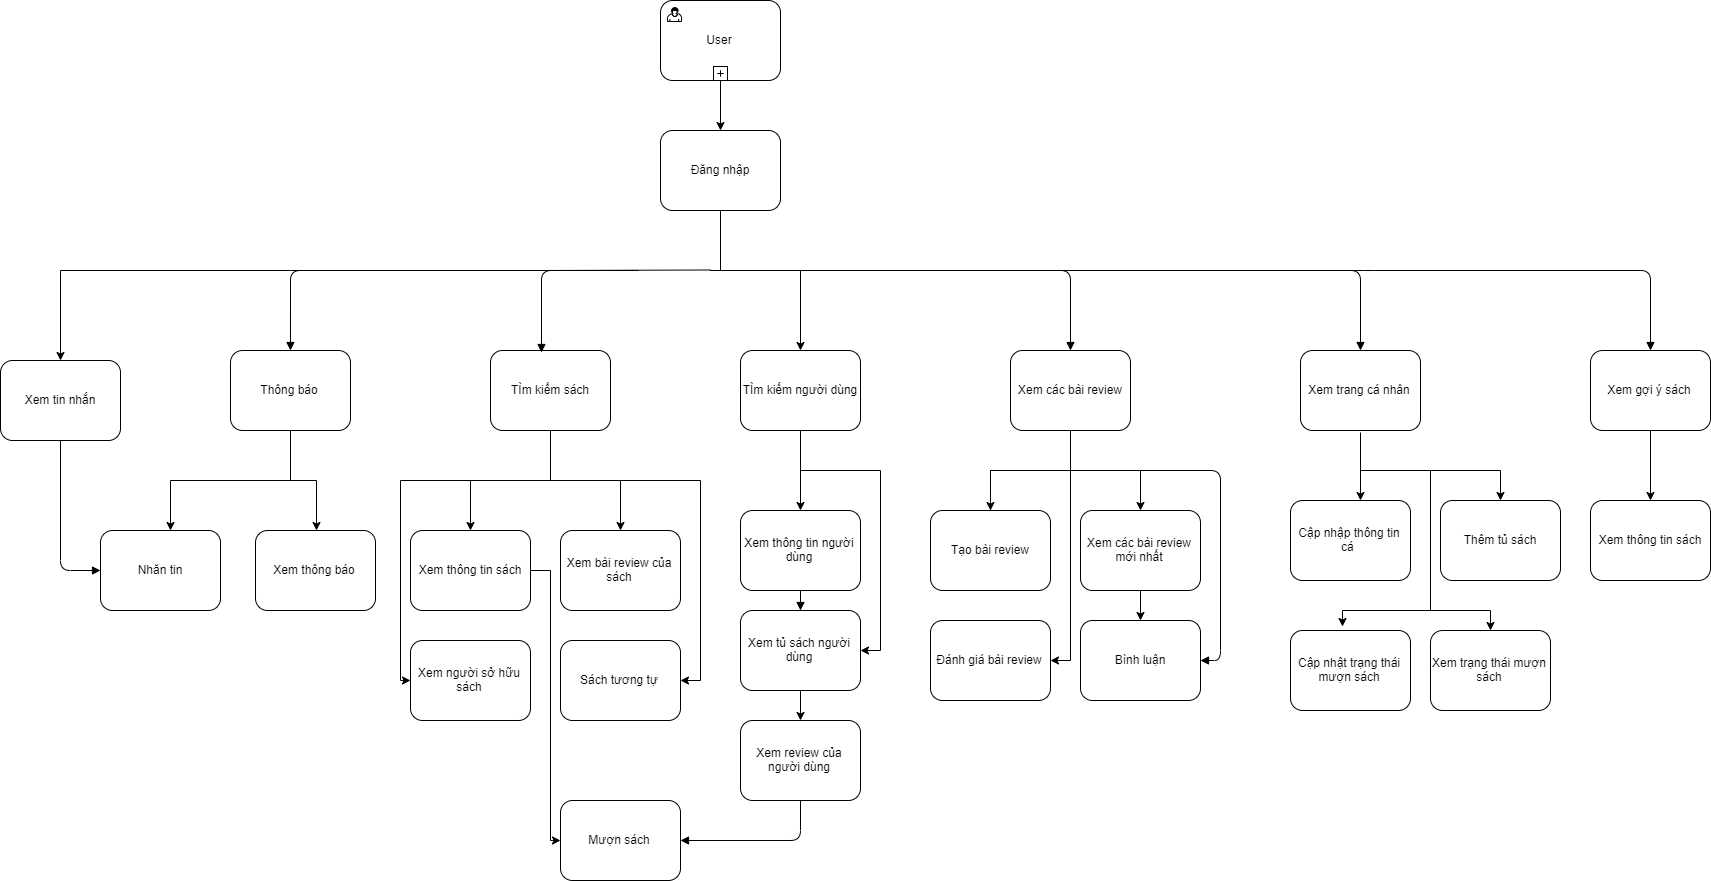 User
Đăng nhập
Xem tin nhắn
Thông báo
TÌm kiếm sách
TÌm kiếm người dùng
Xem các bài review
Xem trang cá nhân
Xem gợi ý sách
Nhăn tin
Xem thông báo
Xem thông tin sách
Xem bài review của
sách
Xem thông tin người
dùng
Tạo bài review
Xem các bài review
mới nhất
Cập nhập thông tin
cá
Thêm tủ sách
Xem thông tin sách
Xem người sở hữu
sách
Sách tương tự
Xem tủ sách người
dùng
Đánh giá bài review
Bình luận
Cập nhật trạng thái
mượn sách
Xem trạng thái mượn
sách
Xem review của
người dùng
Mượn sách